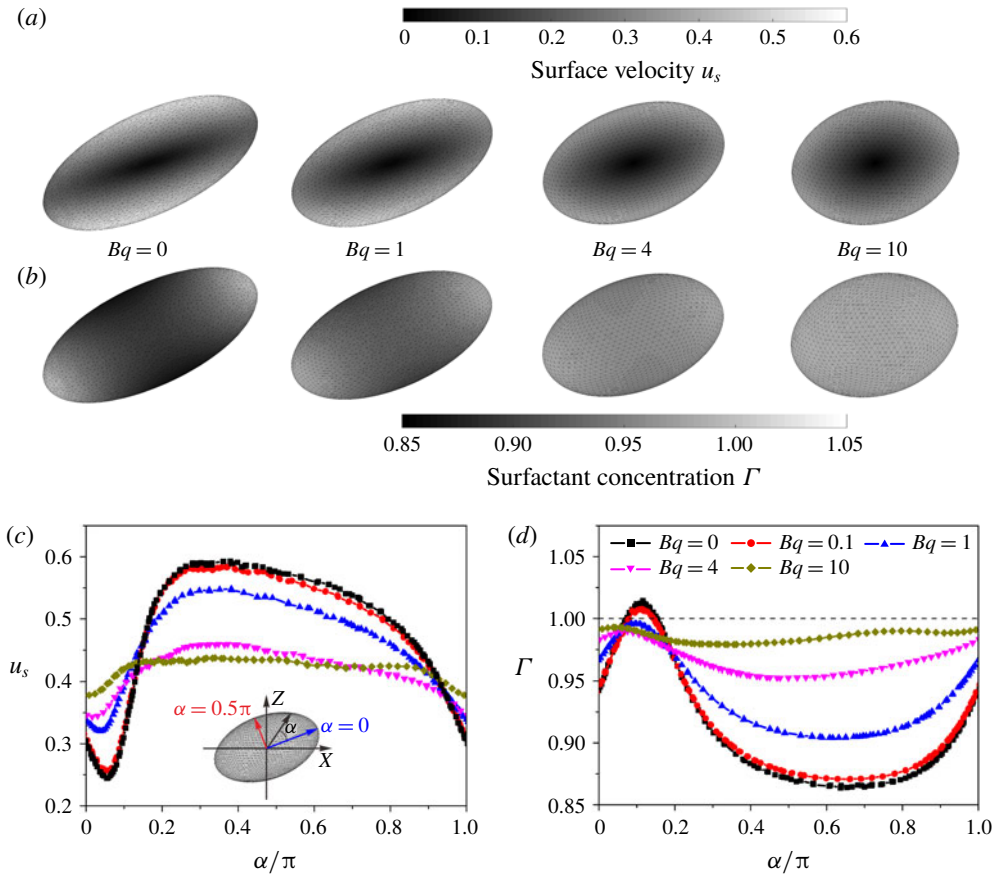 (a)
0 0.1 0.2 0.3 0.4 0.5 0.6
Surface velocity u_s
Bq = 0 Bq = 1 Bq = 4 Bq = 10
(b)
0.85 0.90 0.95 1.00 1.05
Surfactant concentration Γ
(c)
0.6
0.5
0.4
0.3
0.2
u_s
0 0.2 0.4 0.6 0.8 1.0
α/π
Z
α = 0.5π
α
α = 0
X
(d)
Bq = 0 Bq = 0.1 Bq = 1
Bq = 4 Bq = 10
1.05
1.00
0.95
0.90
0.85
Γ
0 0.2 0.4 0.6 0.8 1.0
α/π